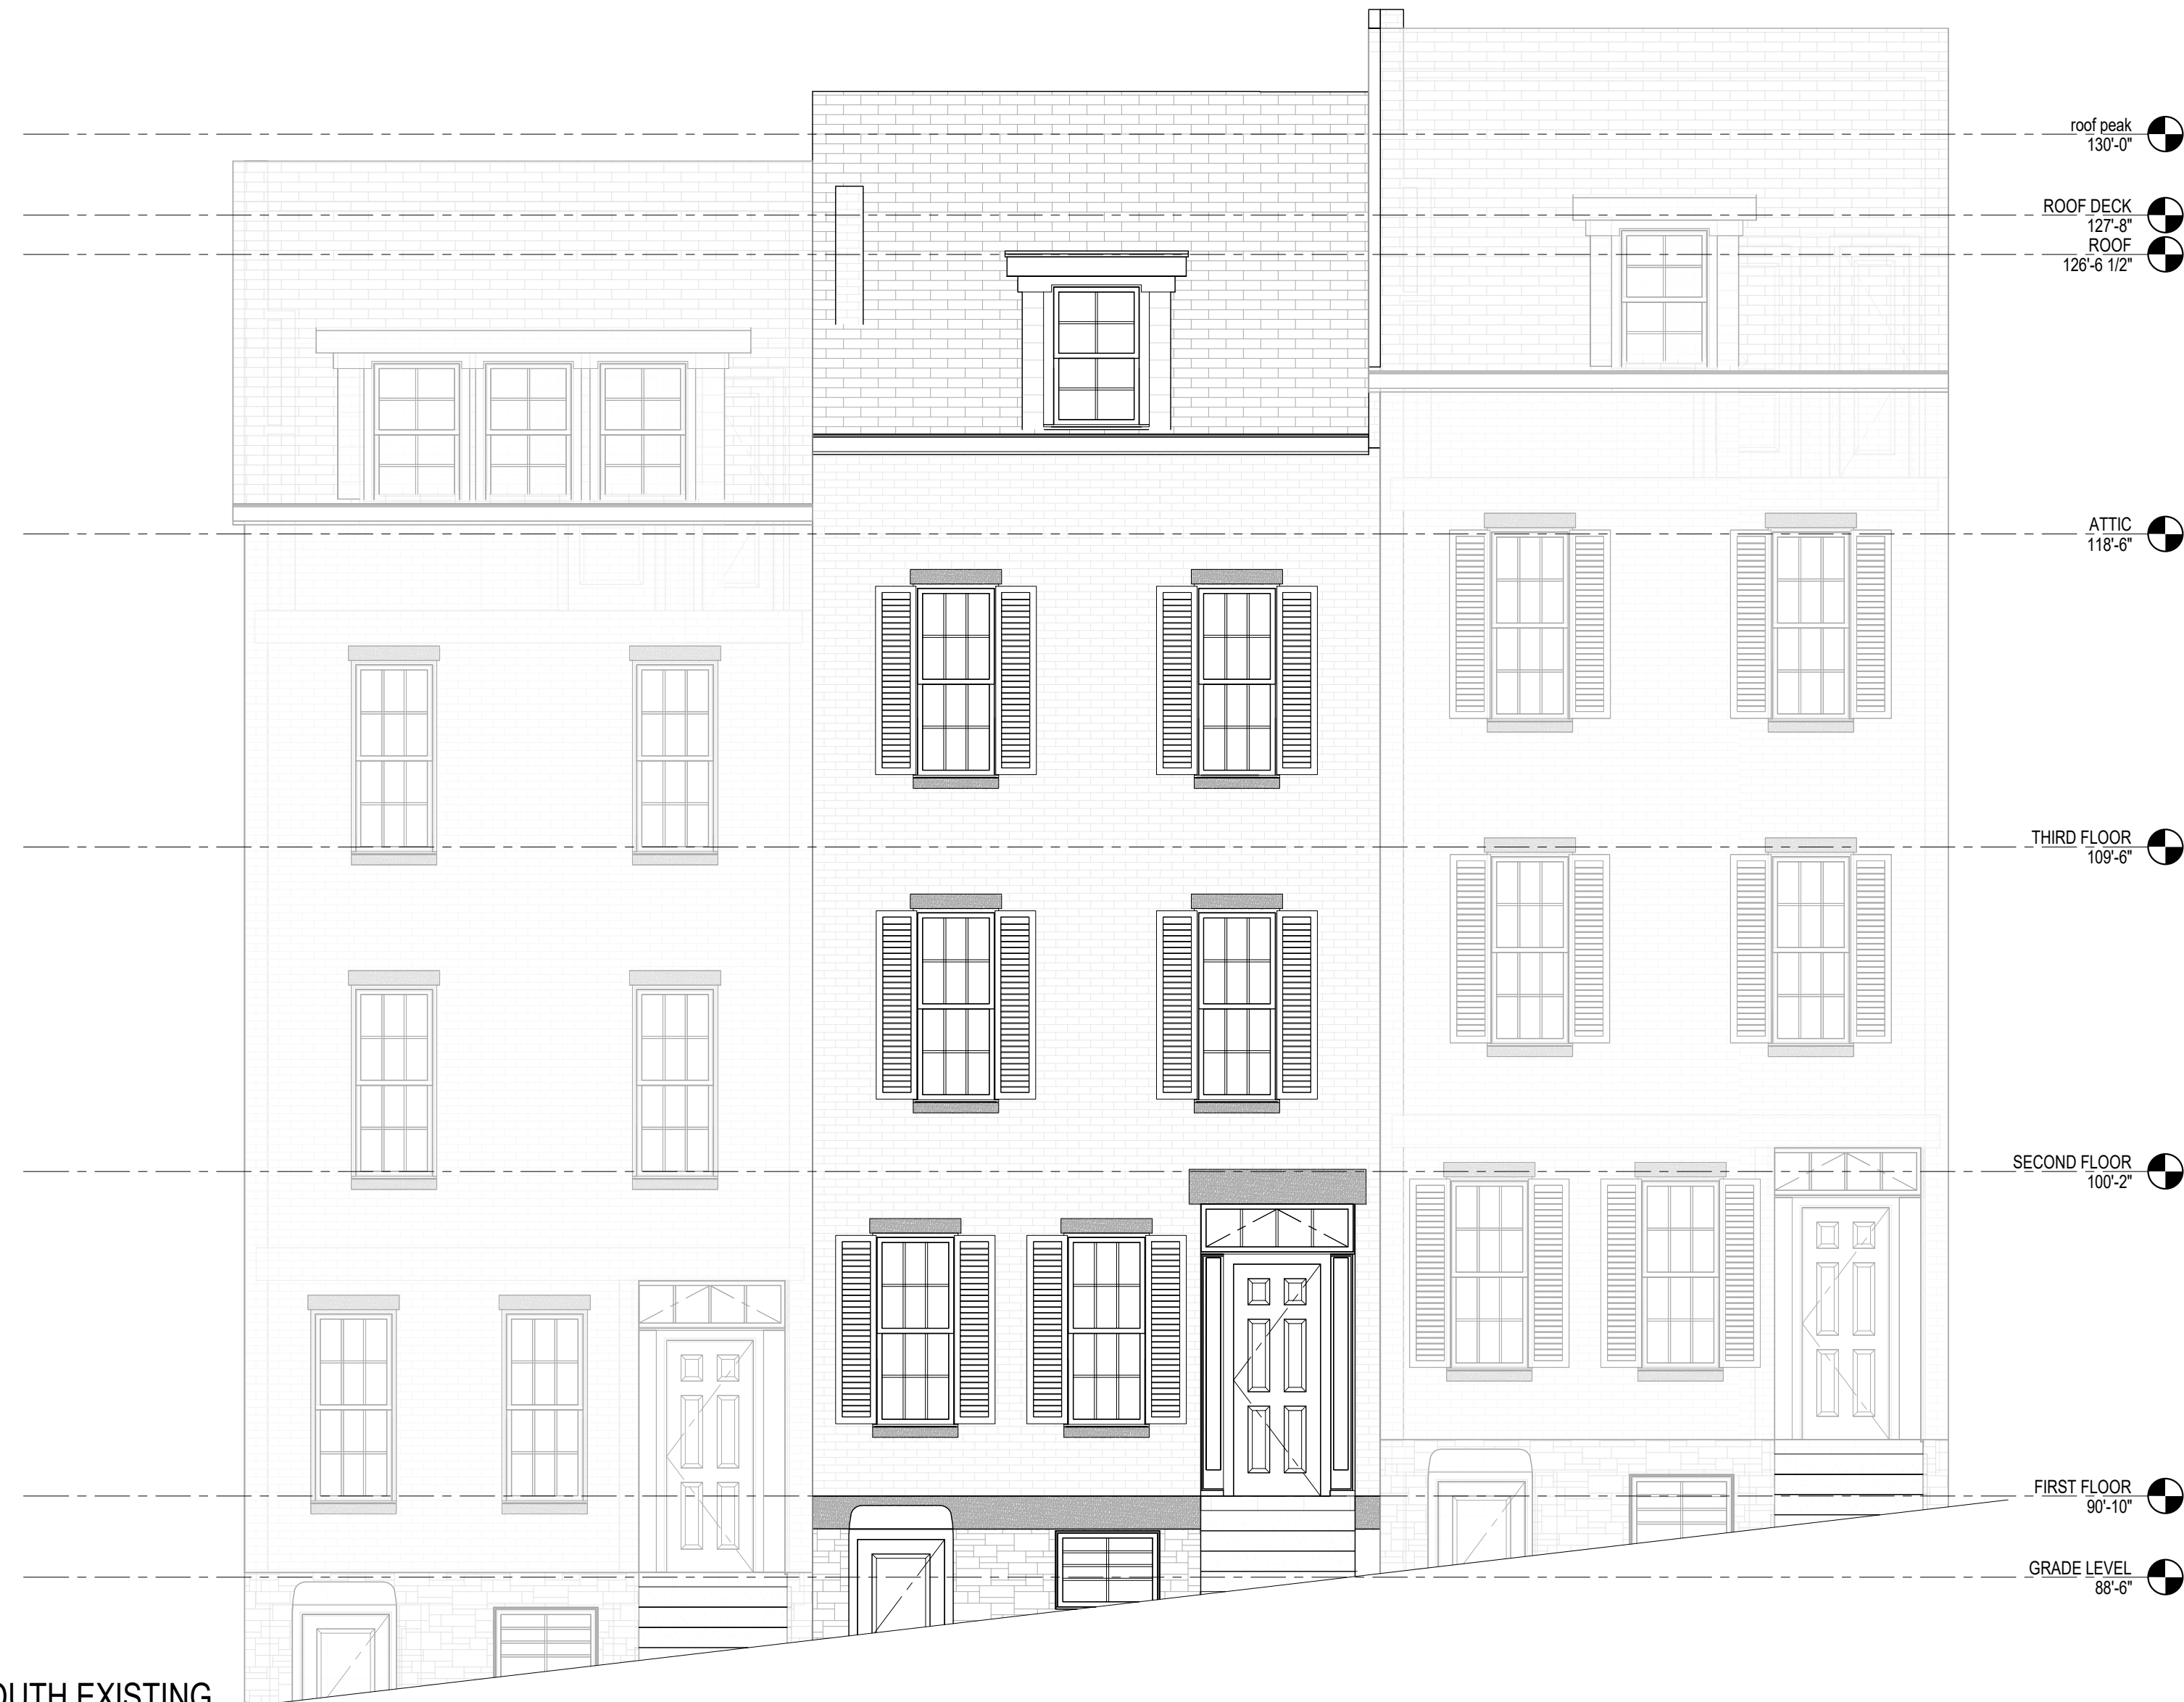 roof peak
130'-0"
ROOF DECK
127'-8"
ROOF
126'-6 1/2"
ATTIC
118'-6"
THIRD FLOOR
109'-6"
SECOND FLOOR
100'-2"
FIRST FLOOR
90'-10"
GRADE LEVEL
88'-6"
OUTH EXISTING